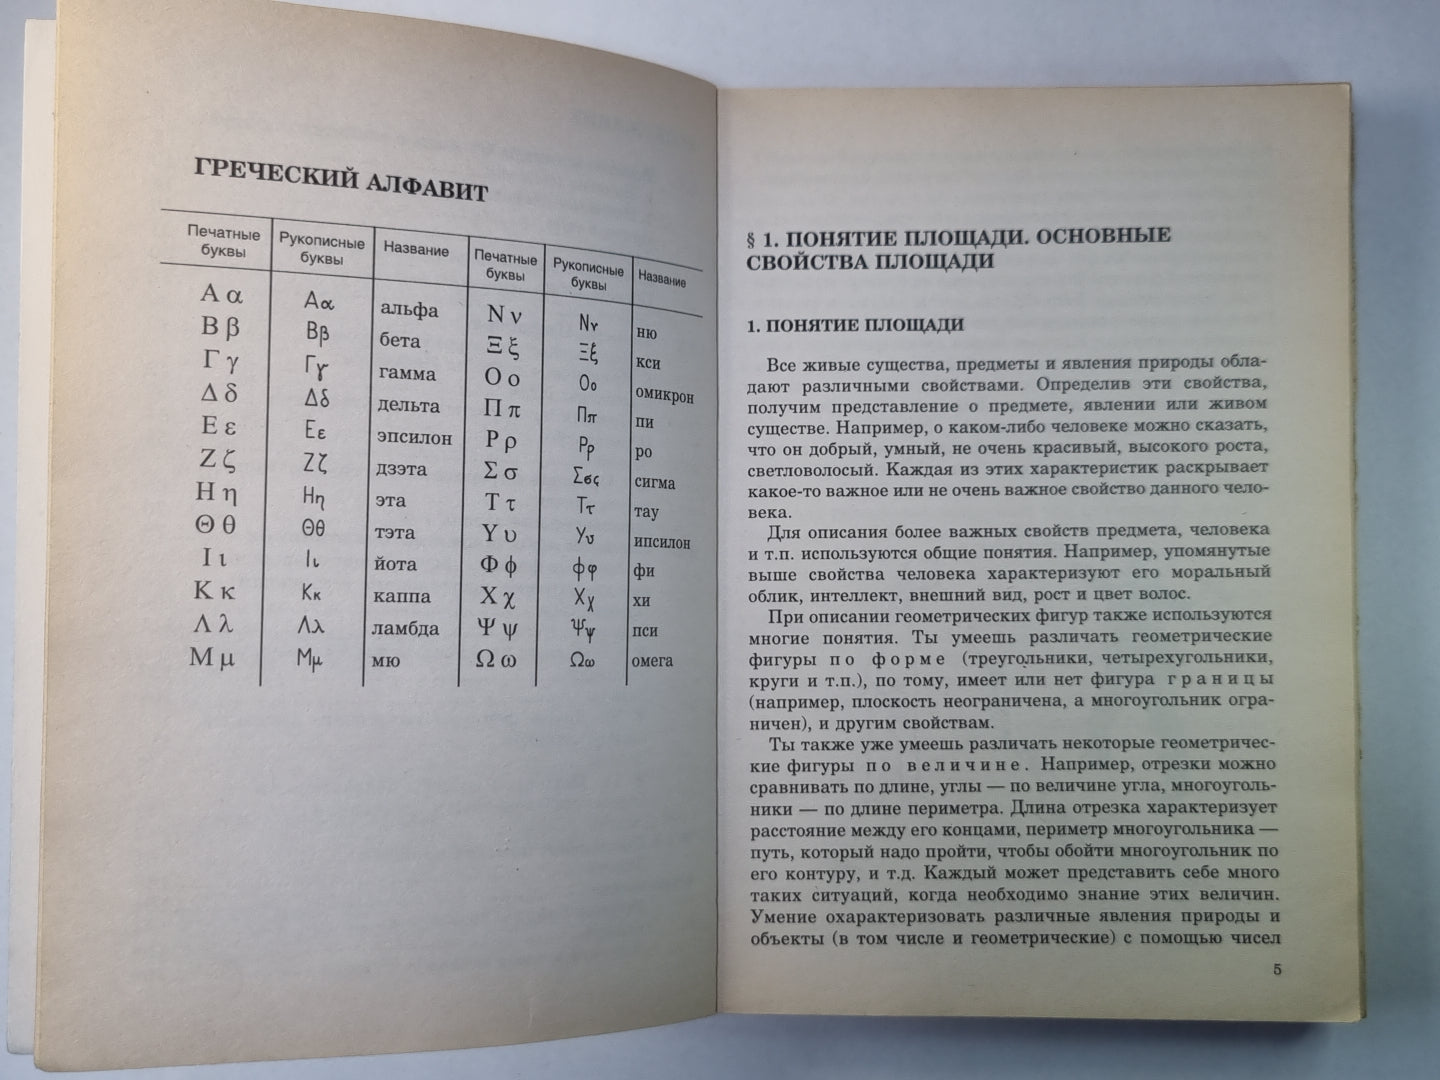 ГРЕЧЕСКИЙ АЛФАВИТ
Печатные буквы Рукописные буквы Название Печатные буквы Рукописные буквы Название
Α α Αα альфа Ν ν Νν ню
Β β Ββ бета Ξ ξ Ξξ кси
Γ γ Γγ гамма Ο ο Οο омикрон
Δ δ Δδ дельта Π π Ππ пи
Ε ε Εε эпсилон Ρ ρ Ρρ ро
Ζ ζ Ζζ дзэта Σ σ Σσς сигма
Η η Ηη эта Τ τ Ττ тау
Θ θ Θθ тэта Υ υ Υυ ипсилон
Ι ι Ιι йота Φ ϕ ϕφ фи
Κ κ Κκ каппа Χ χ Χχ хи
Λ λ Λλ ламбда Ψ ψ Ψψ пси
Μ μ Μμ мю Ω ω Ωω омега
§ 1. ПОНЯТИЕ ПЛОЩАДИ. ОСНОВНЫЕ
СВОЙСТВА ПЛОЩАДИ
1. ПОНЯТИЕ ПЛОЩАДИ
Все живые существа, предметы и явления природы обла-
дают различными свойствами. Определив эти свойства,
получим представление о предмете, явлении или живом
существе. Например, о каком-либо человеке можно сказать,
что он добрый, умный, не очень красивый, высокого роста,
светловолосый. Каждая из этих характеристик раскрывает
какое-то важное или не очень важное свойство данного чело-
века.
Для описания более важных свойств предмета, человека
и т.п. используются общие понятия. Например, упомянутые
выше свойства человека характеризуют его моральный
облик, интеллект, внешний вид, рост и цвет волос.
При описании геометрических фигур также используются
многие понятия. Ты умеешь различать геометрические
фигуры по форме (треугольники, четырехугольники,
круги и т.п.), по тому, имеет или нет фигура границы
(например, плоскость неограничена, а многоугольник огра-
ничен), и другим свойствам.
Ты также уже умеешь различать некоторые геометричес-
кие фигуры по величине. Например, отрезки можно
сравнивать по длине, углы — по величине угла, многоуголь-
ники — по длине периметра. Длина отрезка характеризует
расстояние между его концами, периметр многоугольника —
путь, который надо пройти, чтобы обойти многоугольник по
его контуру, и т.д. Каждый может представить себе много
таких ситуаций, когда необходимо знание этих величин.
Умение охарактеризовать различные явления природы и
объекты (в том числе и геометрические) с помощью чисел
5